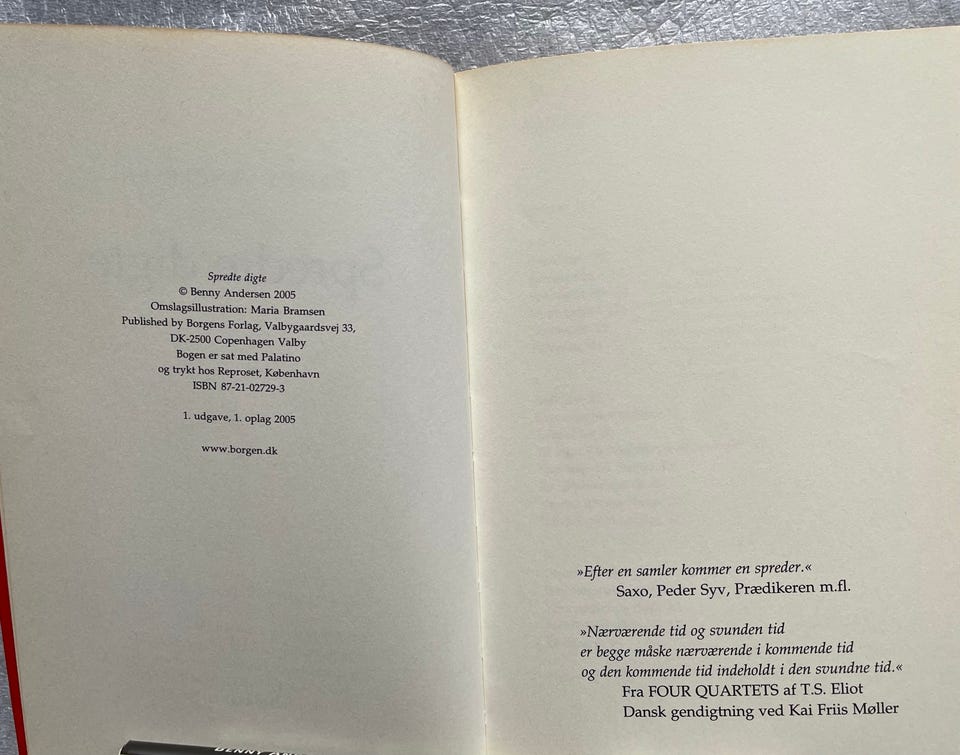 Spredte digte
© Benny Andersen 2005
Omslagsillustration: Maria Bramsen
Published by Borgens Forlag, Valbygaardsvej 33,
DK-2500 Copenhagen Valby
Bogen er sat med Palatino
og trykt hos Reproset, København
ISBN 87-21-02729-3
1. udgave, 1. oplag 2005
www.borgen.dk
»Efter en samler kommer en spreder.«
Saxo, Peder Syv, Prædikeren m.fl.
»Nærværende tid og svunden tid
er begge måske nærværende i kommende tid
og den kommende tid indeholdt i den svundne tid.«
Fra FOUR QUARTETS af T.S. Eliot
Dansk gendigtning ved Kai Friis Møller
BENNY